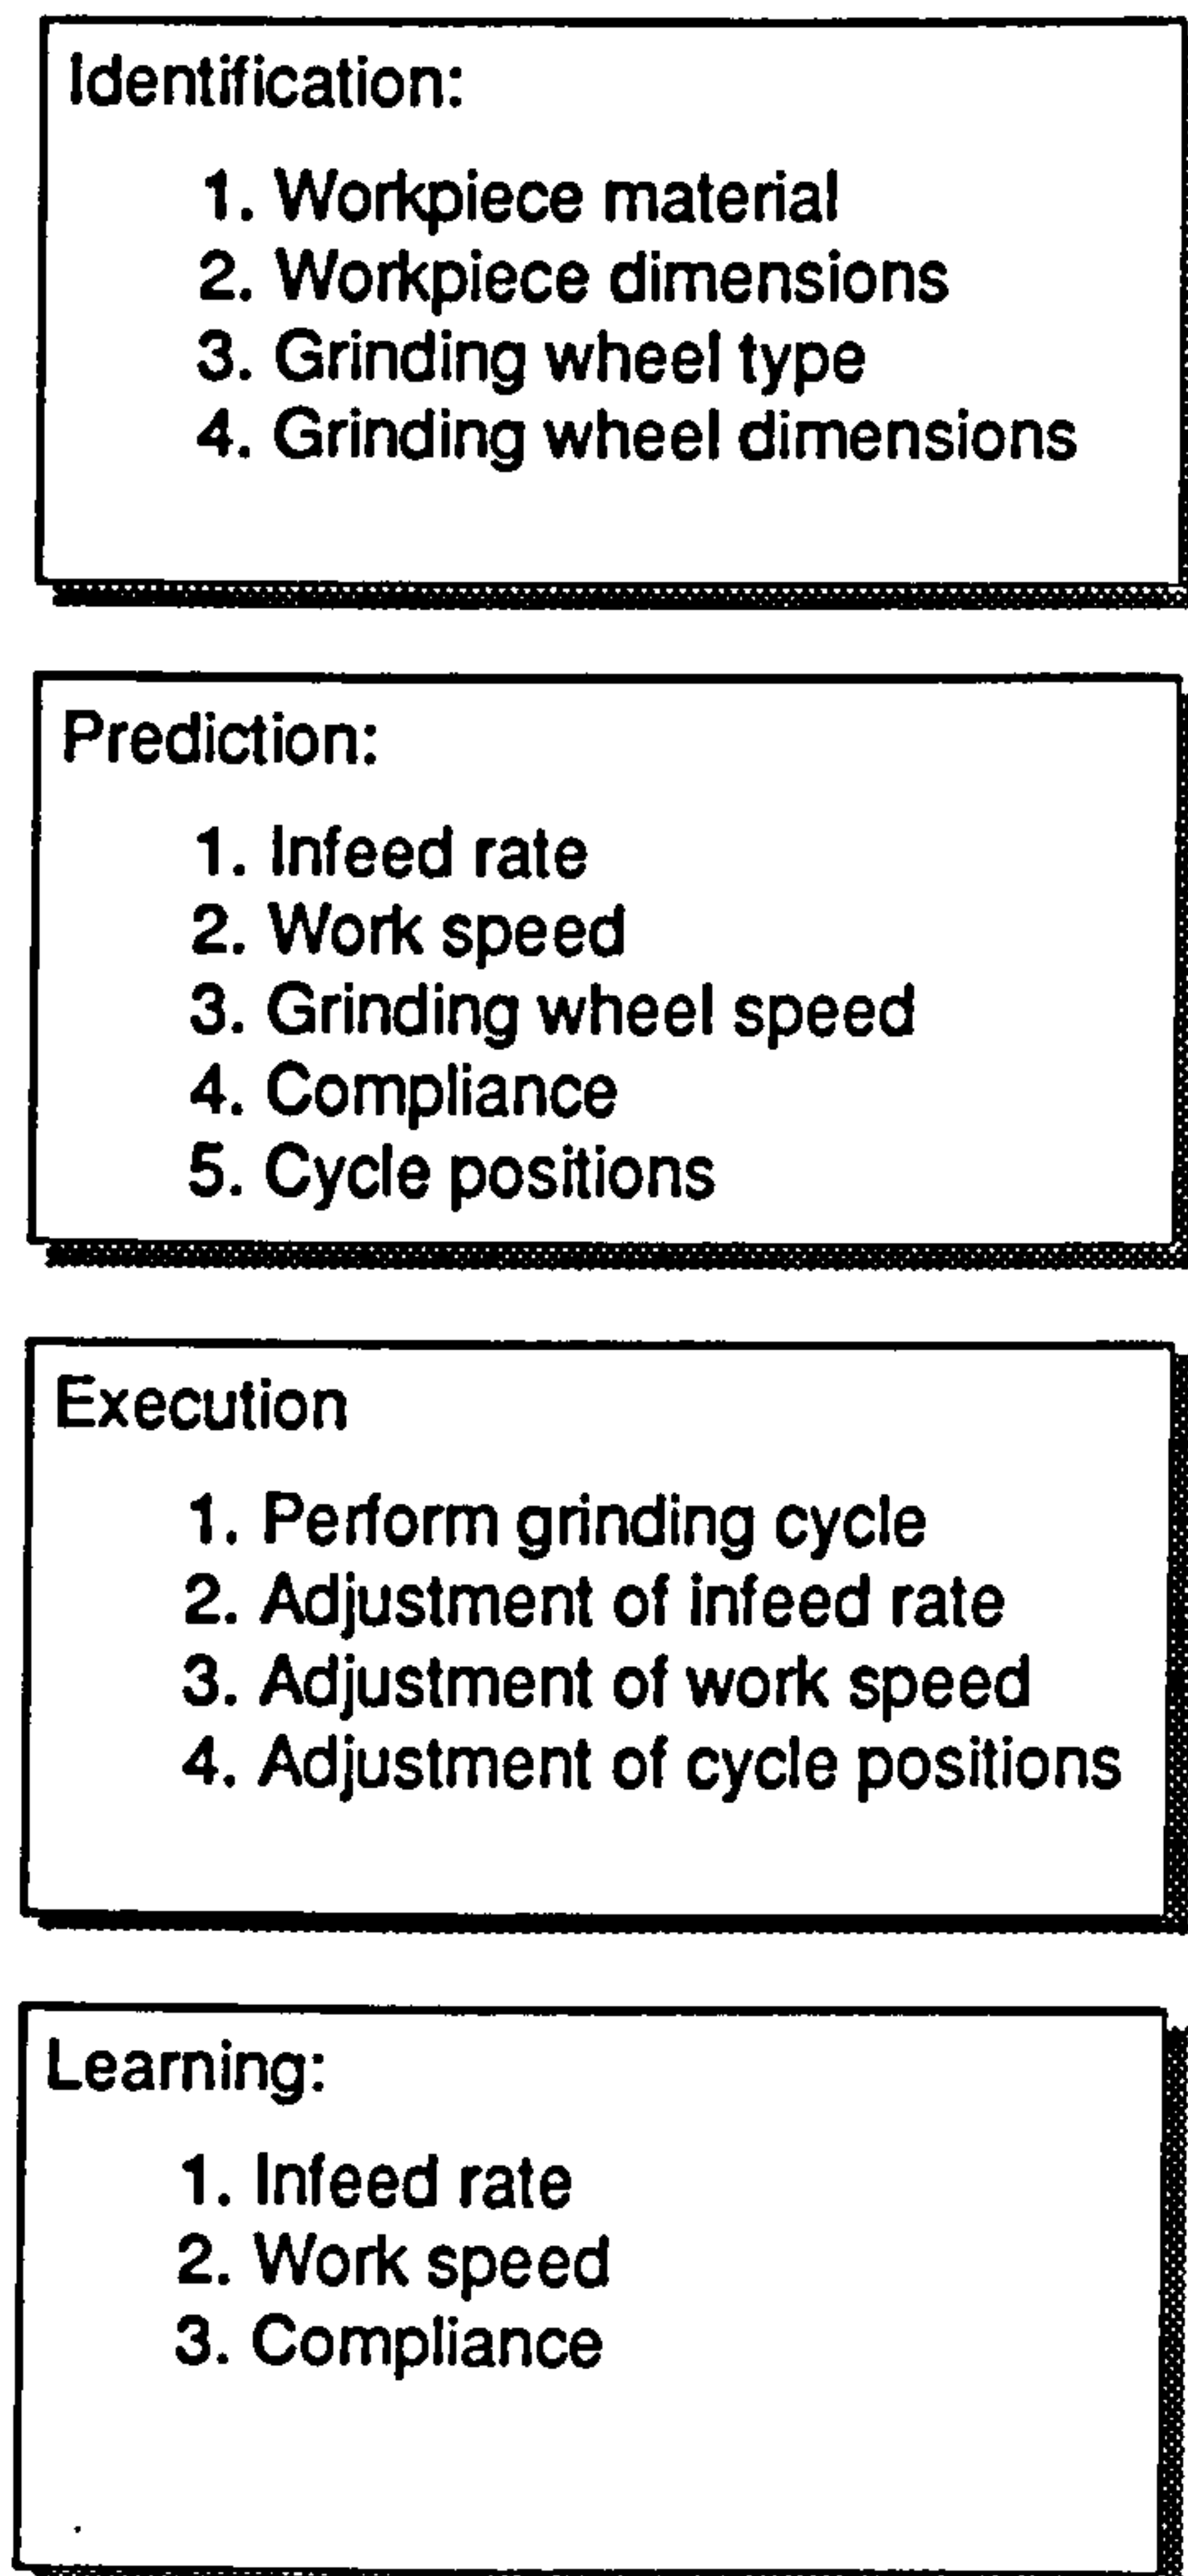 Identification:
1. Workpiece material
2. Workpiece dimensions
3. Grinding wheel type
4. Grinding wheel dimensions
Prediction:
1. Infeed rate
2. Work speed
3. Grinding wheel speed
4. Compliance
5. Cycle positions
Execution
1. Perform grinding cycle
2. Adjustment of infeed rate
3. Adjustment of work speed
4. Adjustment of cycle positions
Learning:
1. Infeed rate
2. Work speed
3. Compliance